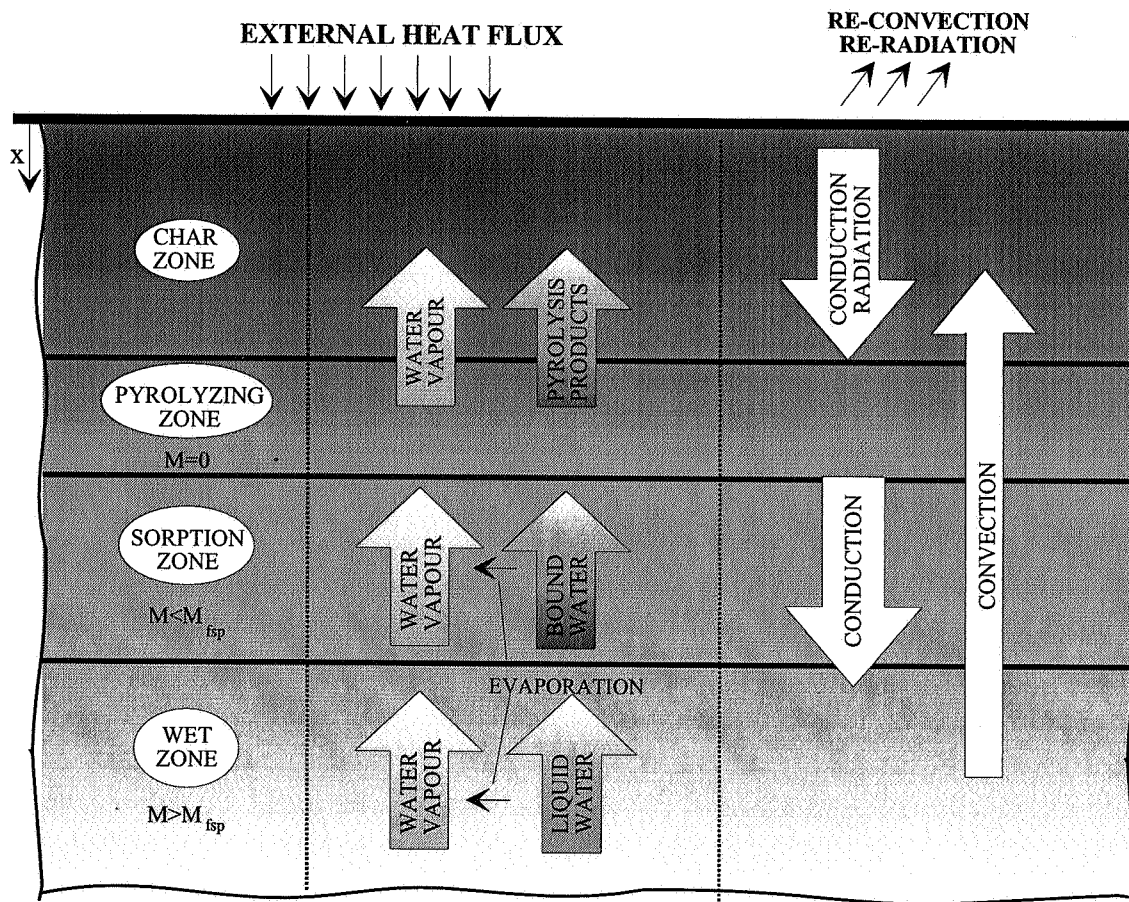 EXTERNAL HEAT FLUX
RE-CONVECTION
RE-RADIATION
X
CHAR
ZONE
WATER
VAPOUR
PYROLYSIS
PRODUCTS
CONDUCTION
RADIATION
PYROLYZING
ZONE
M=0
SORPTION
ZONE
M<M fsp
WATER
VAPOUR
BOUND
WATER
CONDUCTION
CONVECTION
EVAPORATION
WET
ZONE
M>M fsp
WATER
VAPOUR
LIQUID
WATER